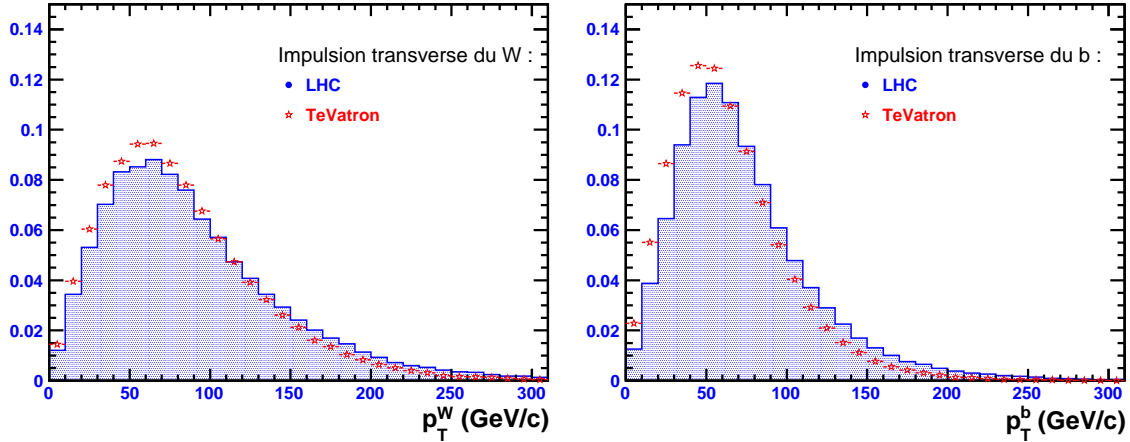 0.14
0.12
0.1
0.08
0.06
0.04
0.02
0
Impulsion transverse du W :
LHC
TeVatron
0 50 100 150 200 250 300
p_T^W (GeV/c)
0.14
0.12
0.1
0.08
0.06
0.04
0.02
0
Impulsion transverse du b :
LHC
TeVatron
0 50 100 150 200 250 300
p_T^b (GeV/c)